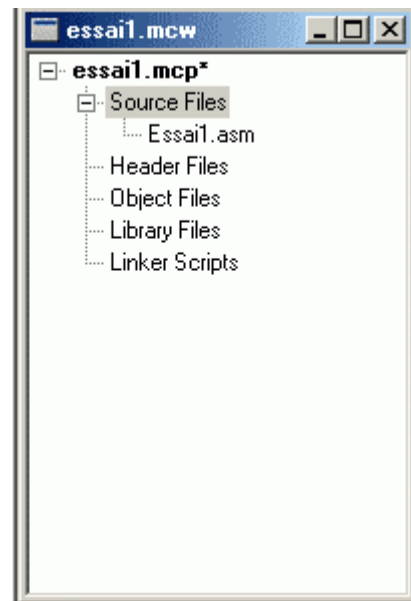 essai1.mcw
essai1.mcp*
Source Files
Essai1.asm
Header Files
Object Files
Library Files
Linker Scripts